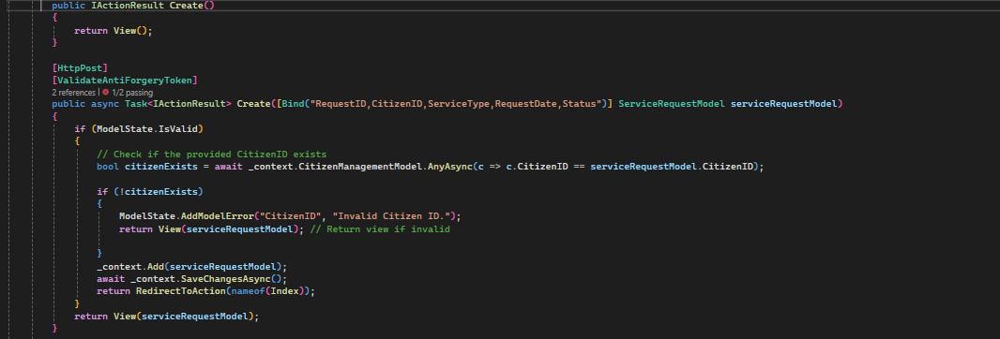 public IActionResult Create()
{
return View();
}
[HttpPost]
[ValidateAntiForgeryToken]
2 references | 1/2 passing
public async Task<IActionResult> Create([Bind("RequestID,CitizenID,ServiceType,RequestDate,Status")] ServiceRequestModel serviceRequestModel)
{
if (ModelState.IsValid)
{
// Check if the provided CitizenID exists
bool citizenExists = await _context.CitizenManagementModel.AnyAsync(c => c.CitizenID == serviceRequestModel.CitizenID);
if (!citizenExists)
{
ModelState.AddModelError("CitizenID", "Invalid Citizen ID.");
return View(serviceRequestModel); // Return view if invalid
}
_context.Add(serviceRequestModel);
await _context.SaveChangesAsync();
return RedirectToAction(nameof(Index));
}
return View(serviceRequestModel);
}